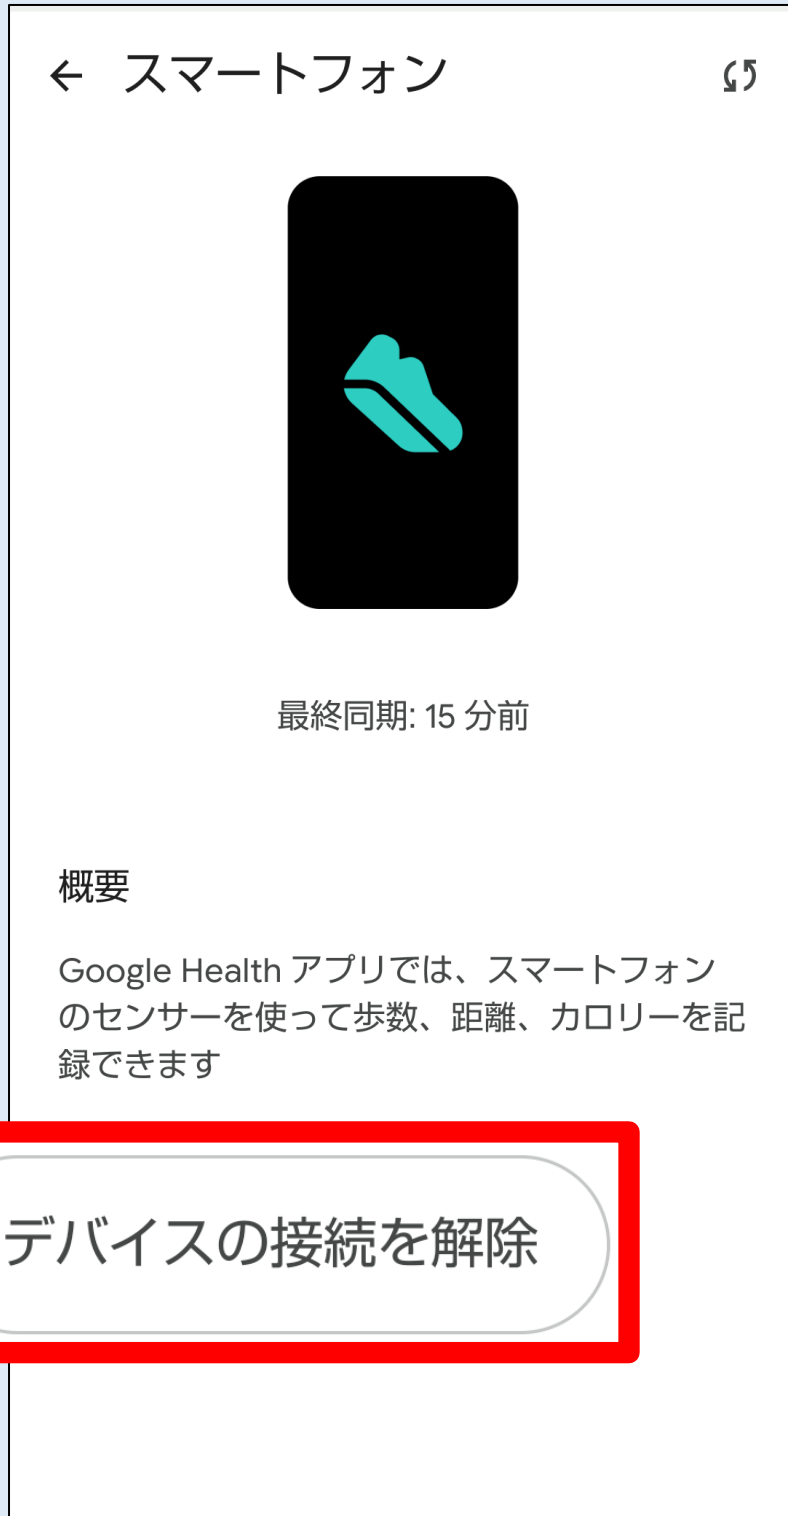 スマートフォン
最終同期: 15 分前
概要
Google Health アプリでは、スマートフォン
のセンサーを使って歩数、距離、カロリーを記
録できます
デバイスの接続を解除